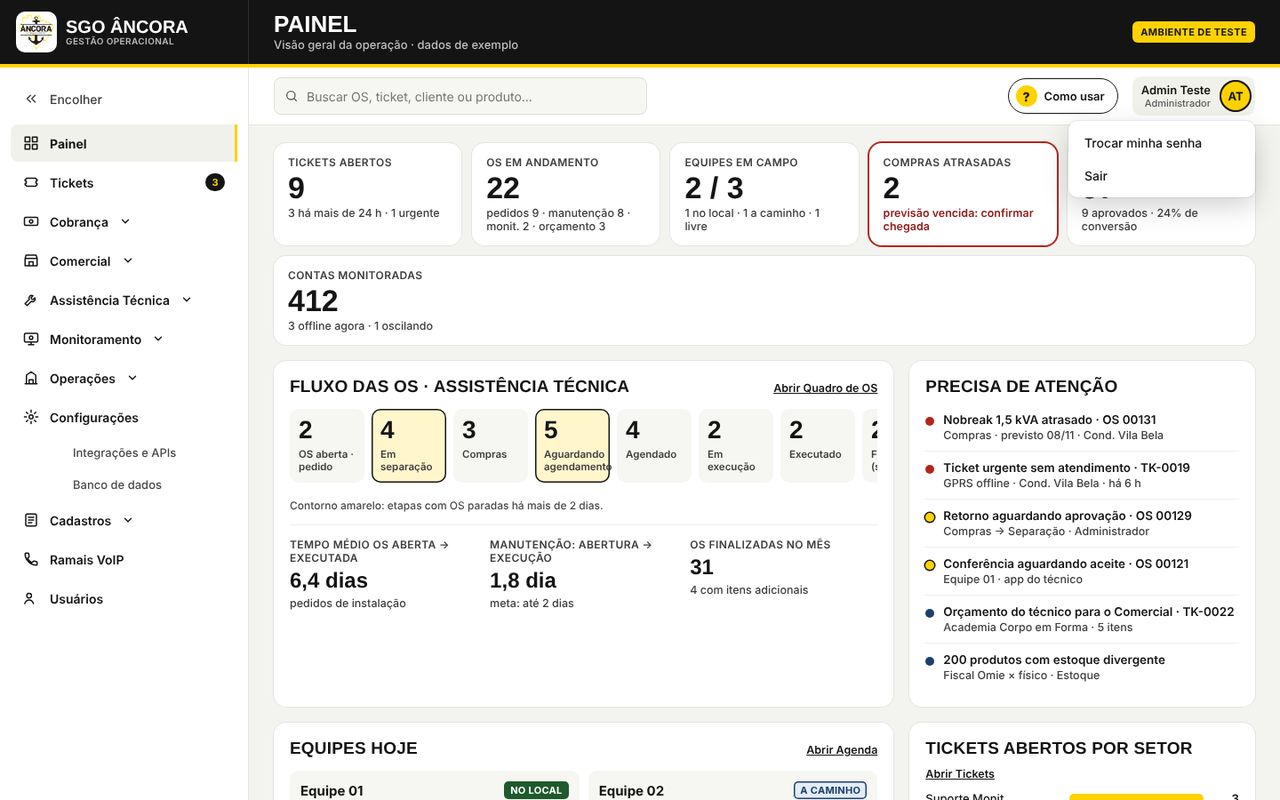 ÂNCORA
SGO ÂNCORA
GESTÃO OPERACIONAL
PAINEL
Visão geral da operação · dados de exemplo
AMBIENTE DE TESTE
Encolher
Buscar OS, ticket, cliente ou produto...
?
Como usar
Admin Teste
Administrador
AT
Trocar minha senha
Sair
Painel
Tickets
3
Cobrança
Comercial
Assistência Técnica
Monitoramento
Operações
Configurações
Integrações e APIs
Banco de dados
Cadastros
Ramais VoIP
Usuários
TICKETS ABERTOS
9
3 há mais de 24 h · 1 urgente
OS EM ANDAMENTO
22
pedidos 9 · manutenção 8 ·
monit. 2 · orçamento 3
EQUIPES EM CAMPO
2 / 3
1 no local · 1 a caminho · 1
livre
COMPRAS ATRASADAS
2
previsão vencida: confirmar
chegada
9 aprovados · 24% de
conversão
CONTAS MONITORADAS
412
3 offline agora · 1 oscilando
FLUXO DAS OS · ASSISTÊNCIA TÉCNICA
Abrir Quadro de OS
2
OS aberta ·
pedido
4
Em
separação
3
Compras
5
Aguardando
agendamento
4
Agendado
2
Em
execução
2
Executado
Contorno amarelo: etapas com OS paradas há mais de 2 dias.
TEMPO MÉDIO OS ABERTA →
EXECUTADA
6,4 dias
pedidos de instalação
MANUTENÇÃO: ABERTURA →
EXECUÇÃO
1,8 dia
meta: até 2 dias
OS FINALIZADAS NO MÊS
31
4 com itens adicionais
PRECISA DE ATENÇÃO
Nobreak 1,5 kVA atrasado · OS 00131
Compras · previsto 08/11 · Cond. Vila Bela
Ticket urgente sem atendimento · TK-0019
GPRS offline · Cond. Vila Bela · há 6 h
Retorno aguardando aprovação · OS 00129
Compras → Separação · Administrador
Conferência aguardando aceite · OS 00121
Equipe 01 · app do técnico
Orçamento do técnico para o Comercial · TK-0022
Academia Corpo em Forma · 5 itens
200 produtos com estoque divergente
Fiscal Omie × físico · Estoque
EQUIPES HOJE
Abrir Agenda
Equipe 01
NO LOCAL
Equipe 02
A CAMINHO
TICKETS ABERTOS POR SETOR
Abrir Tickets
Suporte Monit.
3